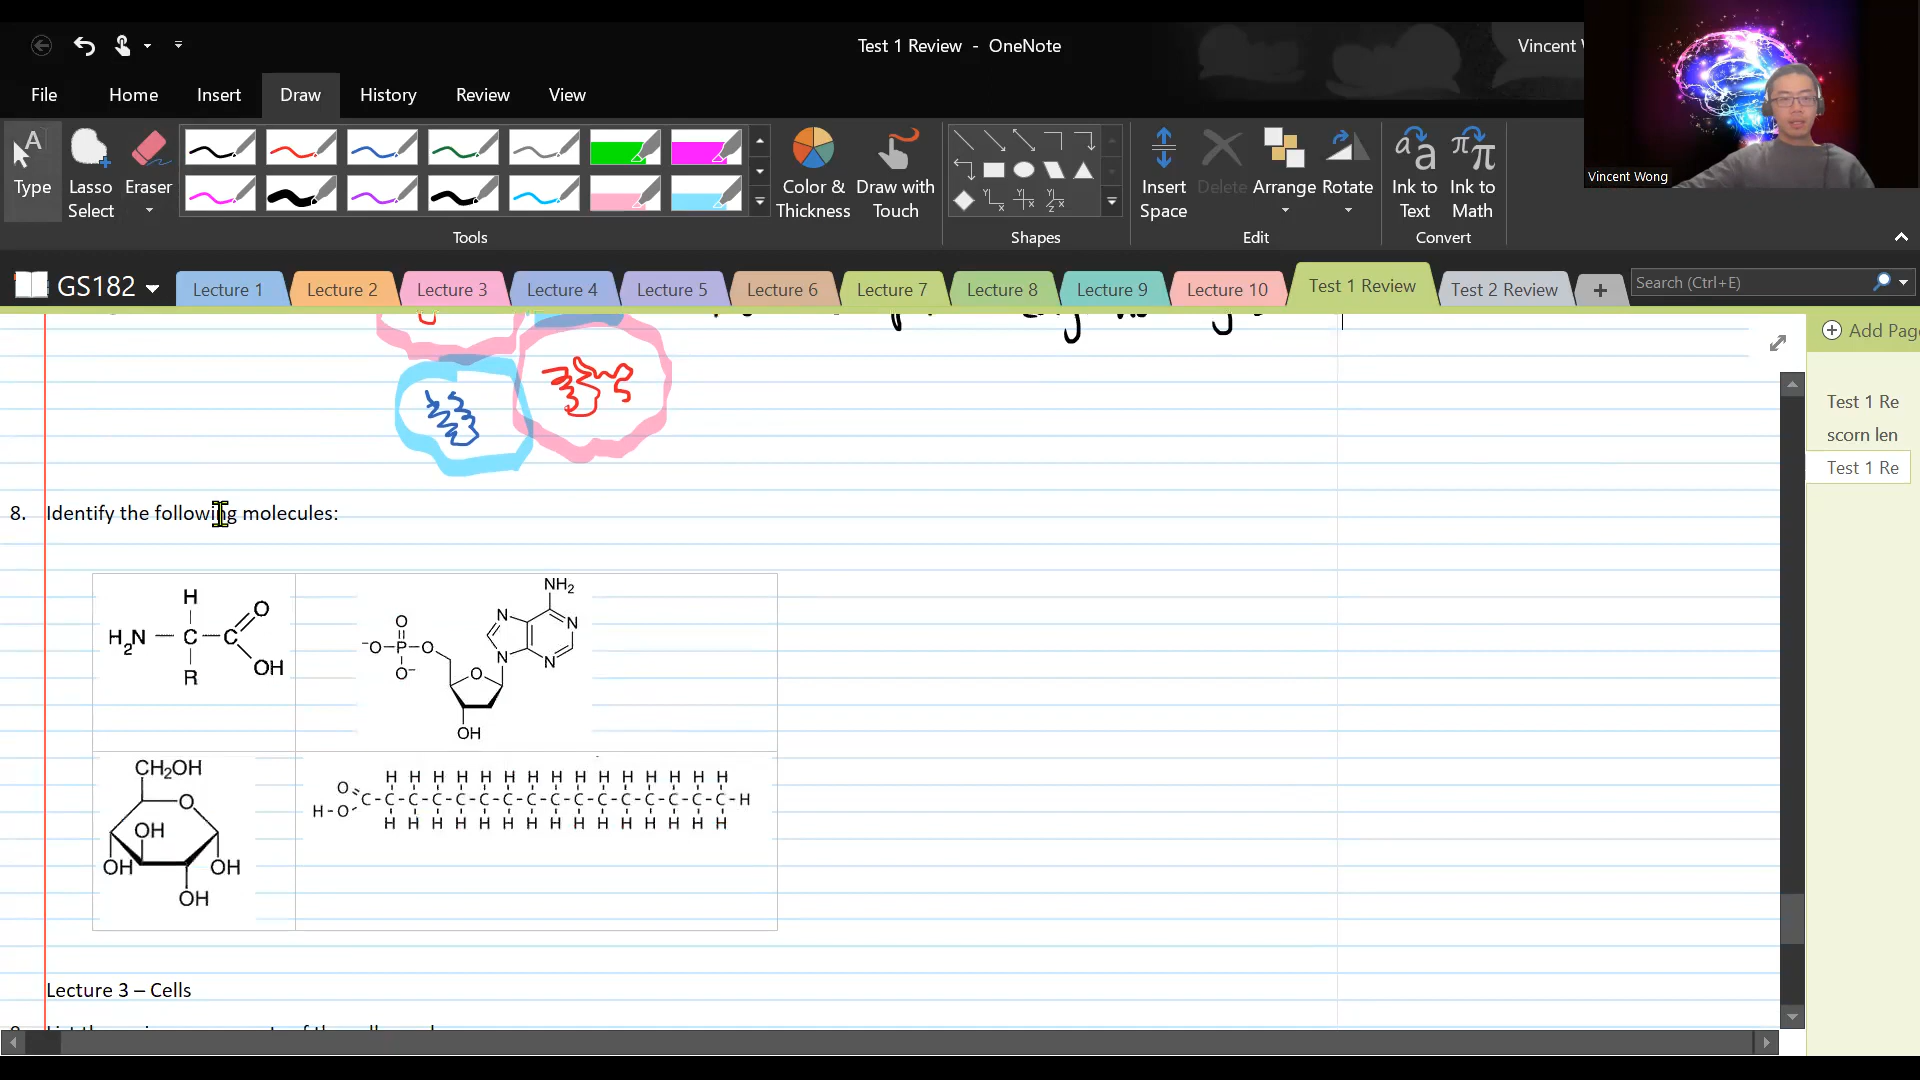 Test 1 Review - OneNote
Vincent W
File Home Insert Draw History Review View
Type
Lasso Select
Eraser
Color & Thickness
Draw with Touch
Insert Space
Delete
Arrange
Rotate
Ink to Text
Ink to Math
Tools Shapes Edit Convert
Vincent Wong
GS182
Lecture 1 Lecture 2 Lecture 3 Lecture 4 Lecture 5 Lecture 6 Lecture 7 Lecture 8 Lecture 9 Lecture 10 Test 1 Review Test 2 Review
Search (Ctrl+E)
Add Pag
Test 1 Re
scorn len
Test 1 Re
8. Identify the following molecules:
H
O
H2N C C
R OH
NH2
N N
N N
O
⁻O-P-O
O⁻
O
OH
CH2OH
O
OH
OH OH
OH
H H H H H H H H H H H H H H H
O
C-C-C-C-C-C-C-C-C-C-C-C-C-C-C-C-H
H-O
H H H H H H H H H H H H H H H
Lecture 3 – Cells